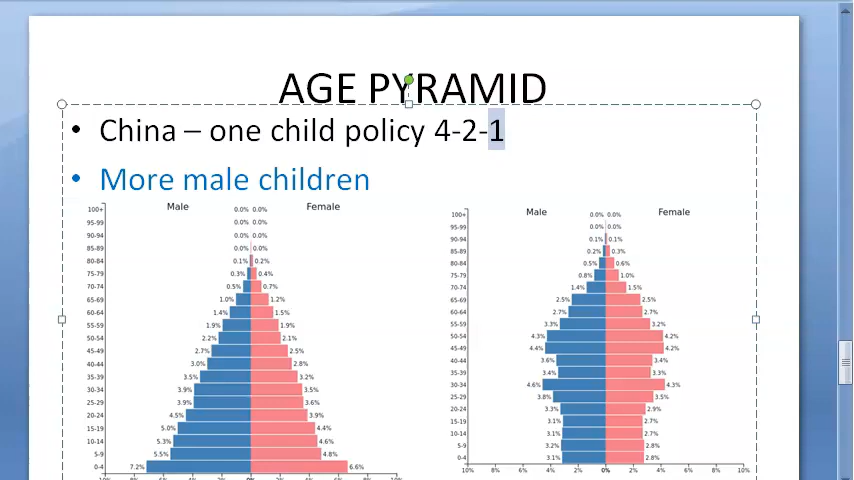 AGE PYRAMID
• China – one child policy 4-2-1
• More male children
Male Female
100+ 0.0% 0.0%
95-99 0.0% 0.0%
90-94 0.0% 0.0%
85-89 0.0% 0.0%
80-84 0.1% 0.2%
75-79 0.3% 0.4%
70-74 0.5% 0.7%
65-69 1.0% 1.2%
60-64 1.4% 1.5%
55-59 1.9% 1.9%
50-54 2.2% 2.1%
45-49 2.7% 2.5%
40-44 3.0% 2.8%
35-39 3.5% 3.2%
30-34 3.9% 3.5%
25-29 3.9% 3.6%
20-24 4.5% 3.9%
15-19 5.0% 4.4%
10-14 5.3% 4.6%
5-9 5.5% 4.8%
0-4 7.2% 6.6%
Male Female
100+ 0.0% 0.0%
95-99 0.0% 0.0%
90-94 0.1% 0.1%
85-89 0.2% 0.3%
80-84 0.5% 0.6%
75-79 0.8% 1.0%
70-74 1.4% 1.5%
65-69 2.5% 2.5%
60-64 2.7% 2.7%
55-59 3.3% 3.2%
50-54 4.3% 4.2%
45-49 4.4% 4.2%
40-44 3.6% 3.4%
35-39 3.4% 3.3%
30-34 4.6% 4.3%
25-29 3.8% 3.5%
20-24 3.3% 2.9%
15-19 3.1% 2.7%
10-14 3.1% 2.7%
5-9 3.2% 2.8%
0-4 3.1% 2.8%
10% 8% 6% 4% 2% 0% 2% 4% 6% 8% 10%